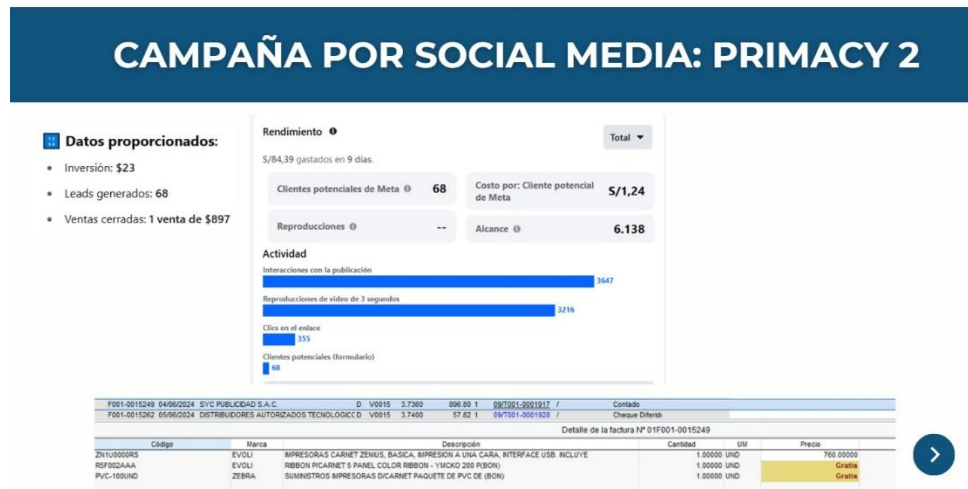 CAMPAÑA POR SOCIAL MEDIA: PRIMACY 2
Datos proporcionados:
• Inversión: $23
• Leads generados: 68
• Ventas cerradas: 1 venta de $897
Rendimiento
Total
S/84,39 gastados en 9 días.
Clientes potenciales de Meta 68
Costo por: Cliente potencial de Meta S/1,24
Reproducciones --
Alcance 6.138
Actividad
Interacciones con la publicación
3647
Reproducciones de video de 3 segundos
3216
Clics en el enlace
355
Clientes potenciales (formulario)
68
F001-0015249 04/06/2024 SYC PUBLICIDAD S.A.C. D V0015 3.7360 896.80 1 09/T001-0001917 / Contado
F001-0015262 05/06/2024 DISTRIBUIDORES AUTORIZADOS TECNOLOGICC D V0015 3.7400 57.82 1 09/T001-0001928 / Cheque Diferid
Detalle de la factura Nº 01F001-0015249
Código Marca Descripción Cantidad UM Precio
ZN1U0000RS EVOLI IMPRESORAS CARNET ZENIUS, BASICA, IMPRESION A UNA CARA, INTERFACE USB. INCLUYE 1.00000 UND 760.00000
R5F002AAA EVOLI RIBBON P/CARNET 5 PANEL COLOR RIBBON - YMCKO 200 P(BON) 1.00000 UND Gratis
PVC-100UND ZEBRA SUMINISTROS IMPRESORAS D/CARNET PAQUETE DE PVC DE (BON) 1.00000 UND Gratis